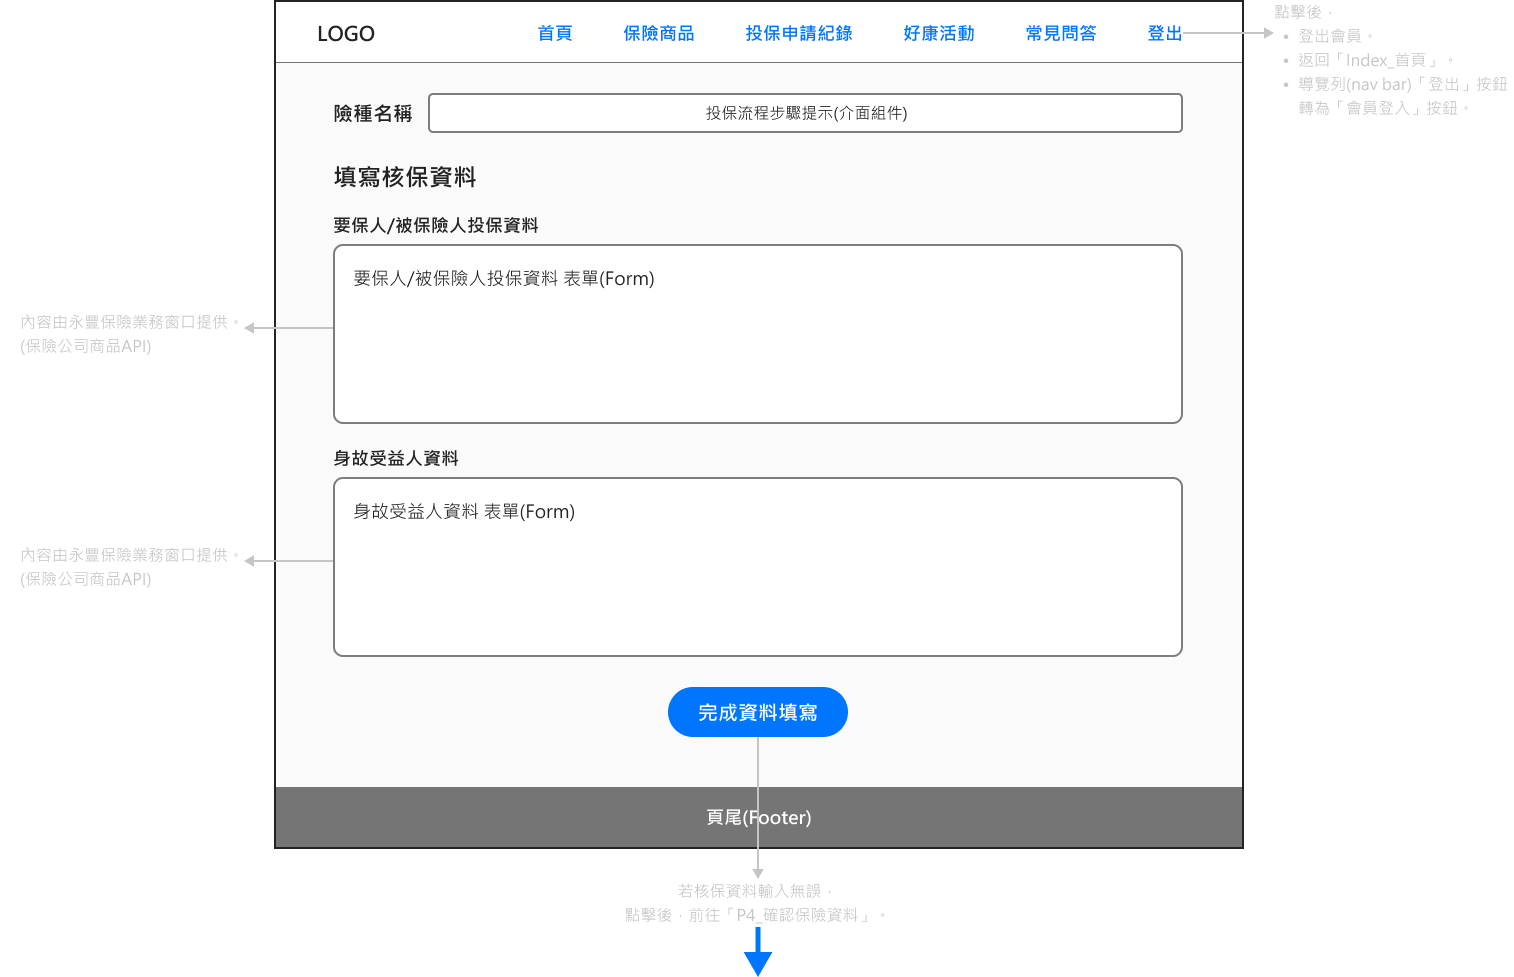 LOGO
首頁
保險商品
投保申請紀錄
好康活動
常見問答
登出
點擊後，
• 登出會員。
• 返回「Index_首頁」。
• 導覽列(nav bar)「登出」按鈕
轉為「會員登入」按鈕。
險種名稱
投保流程步驟提示(介面組件)
填寫核保資料
要保人/被保險人投保資料
要保人/被保險人投保資料 表單(Form)
內容由永豐保險業務窗口提供。
(保險公司商品API)
身故受益人資料
身故受益人資料 表單(Form)
內容由永豐保險業務窗口提供。
(保險公司商品API)
完成資料填寫
頁尾(Footer)
若核保資料輸入無誤，
點擊後，前往「P4_確認保險資料」。